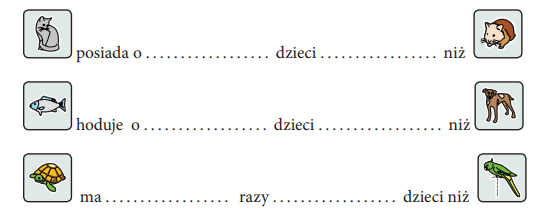 posiada o .................. dzieci ................. niż
hoduje o .................. dzieci .................. niż
ma .................. razy .................. dzieci niż